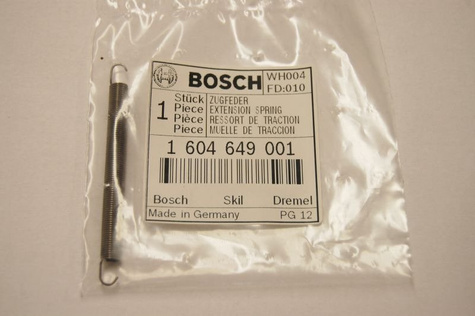 BOSCH
WH004
FD:010
1
Stück ZUGFEDER
Piece EXTENSION SPRING
Pièce RESSORT DE TRACTION
Piece MUELLE DE TRACCION
1 604 649 001
Bosch Skil Dremel
Made in Germany PG 12